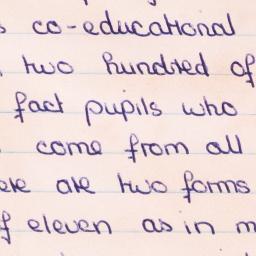 s co-educational
two hundred of
fact pupils who
come from all
ere are two forms
f eleven as in m